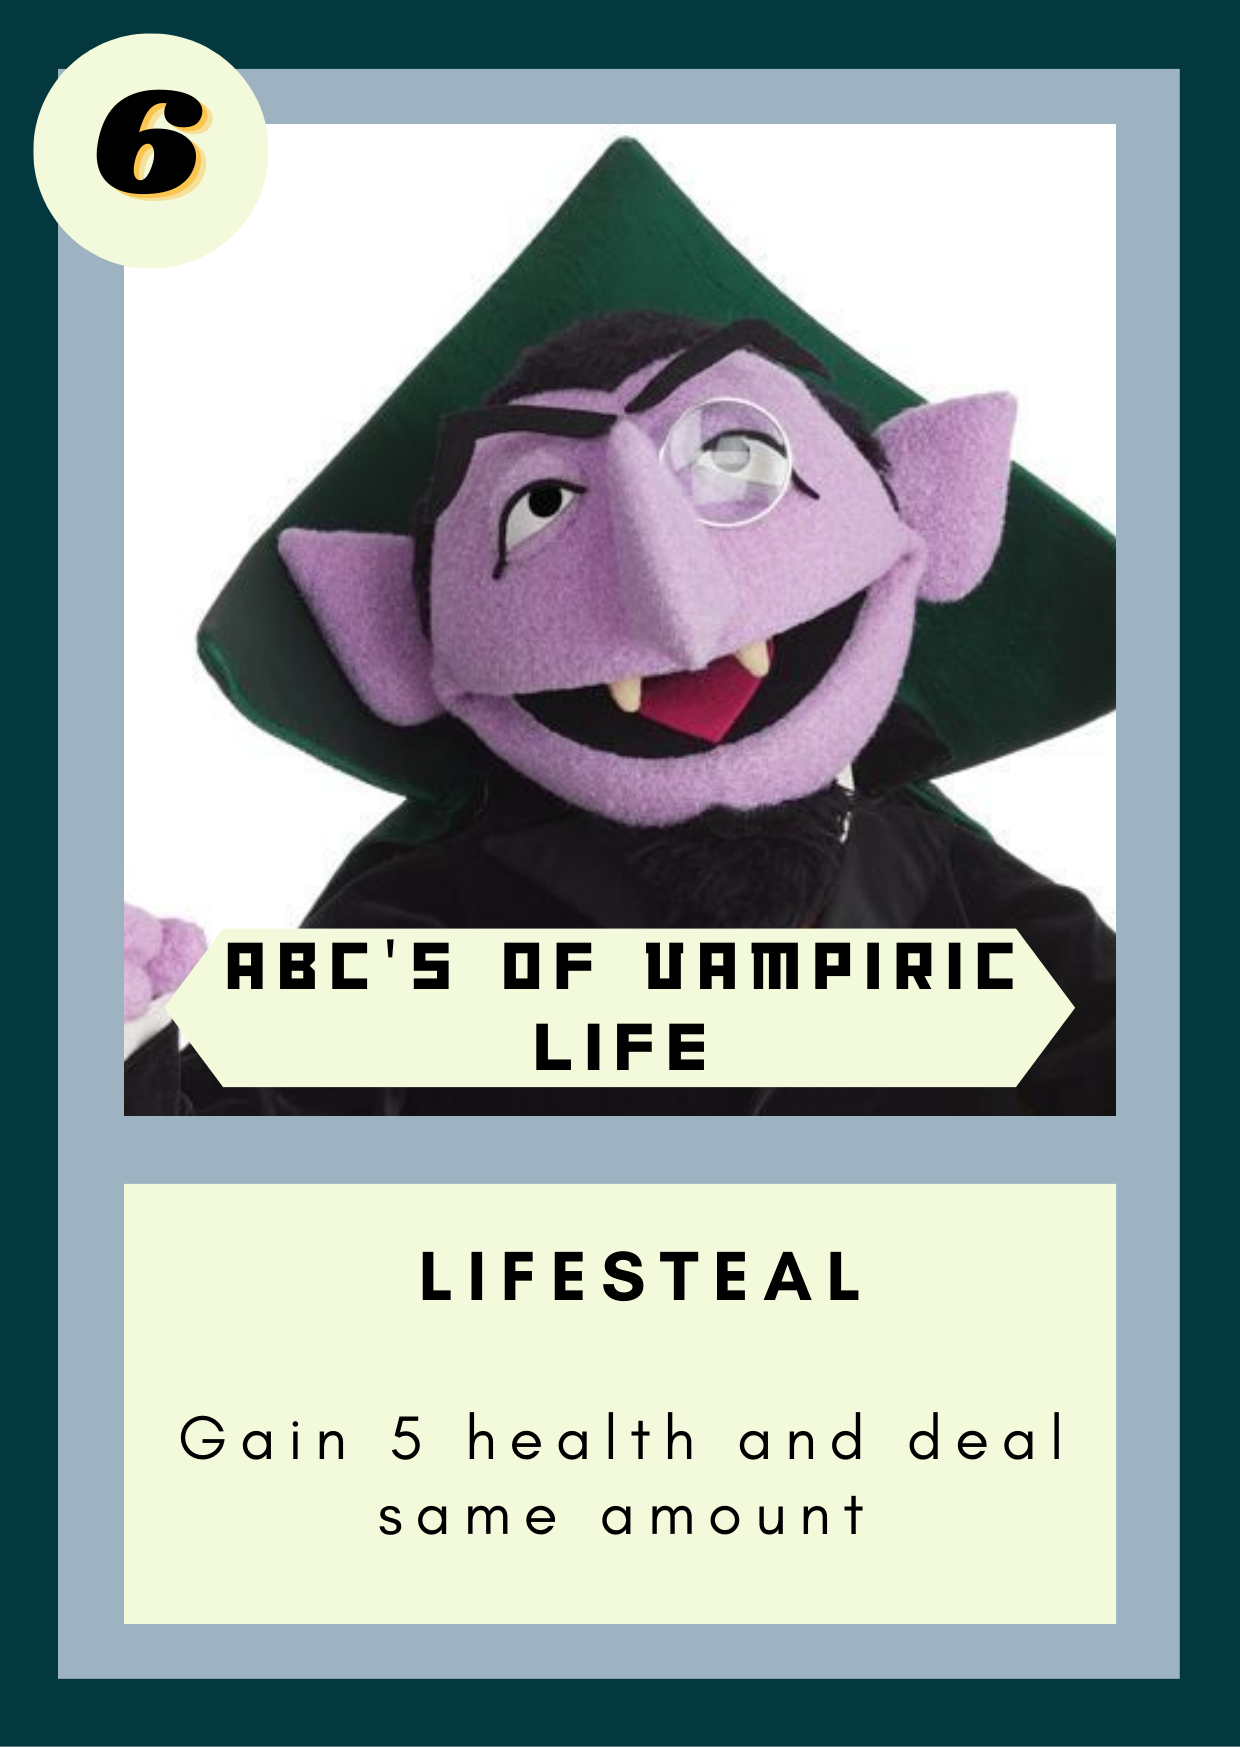 6
ABC'S OF VAMPIRIC
LIFE
LIFESTEAL
Gain 5 health and deal
same amount